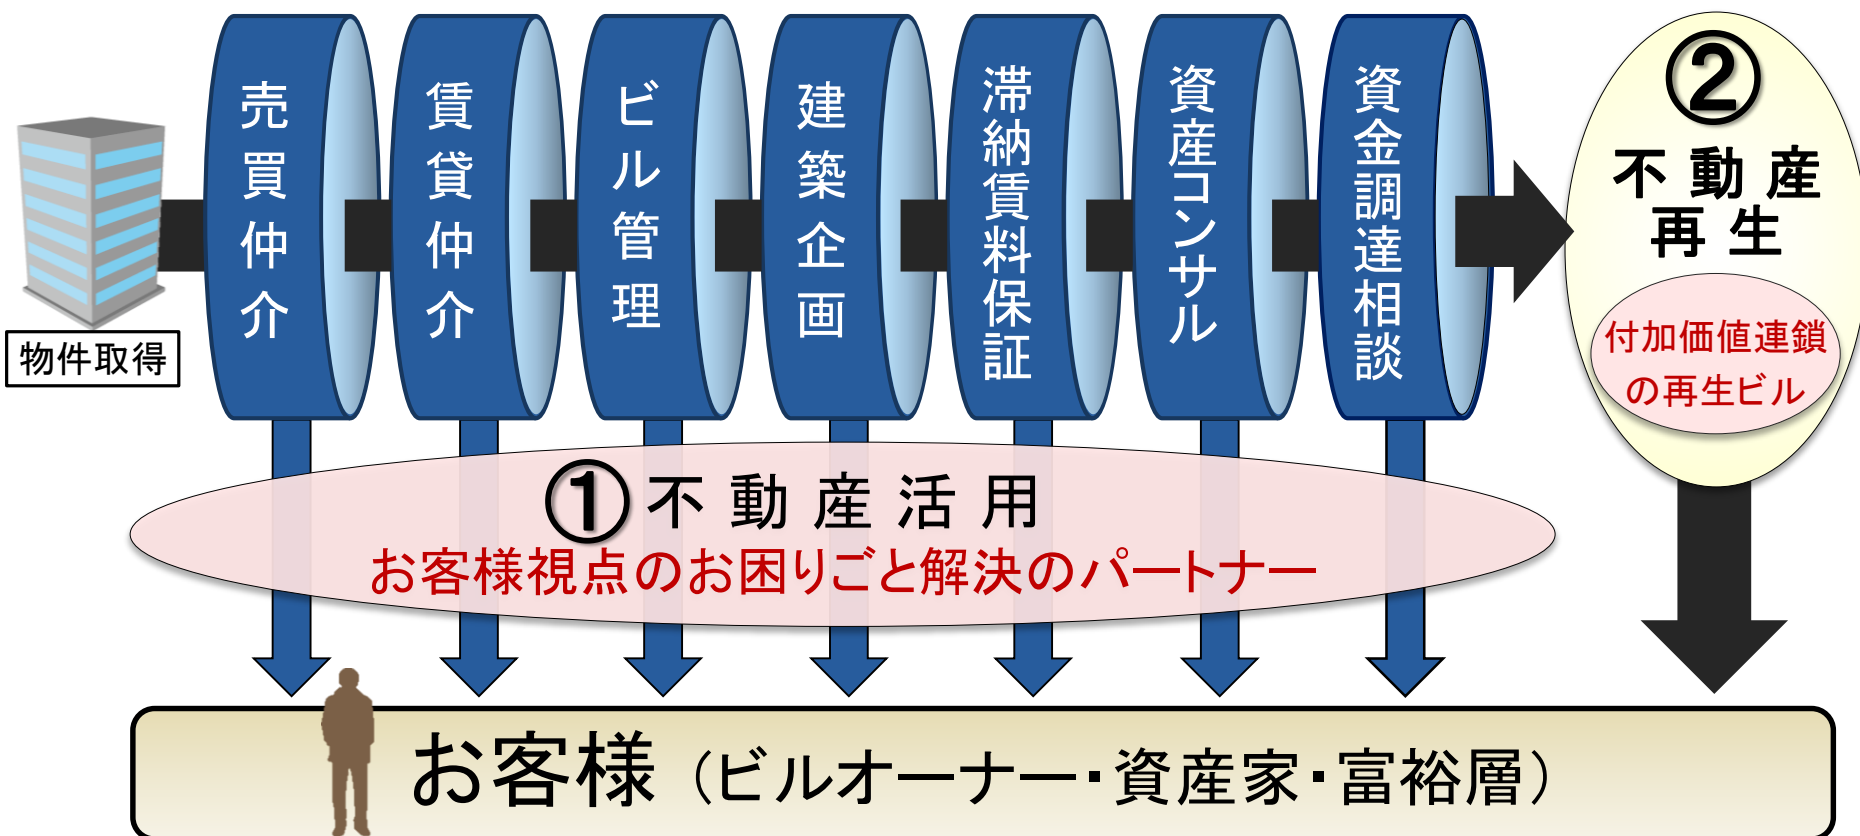 物件取得
売買仲介
賃貸仲介
ビル管理
建築企画
滞納賃料保証
資産コンサル
資金調達相談
②
不動産
再生
付加価値連鎖
の再生ビル
①不動産活用
お客様視点のお困りごと解決のパートナー
お客様（ビルオーナー・資産家・富裕層）